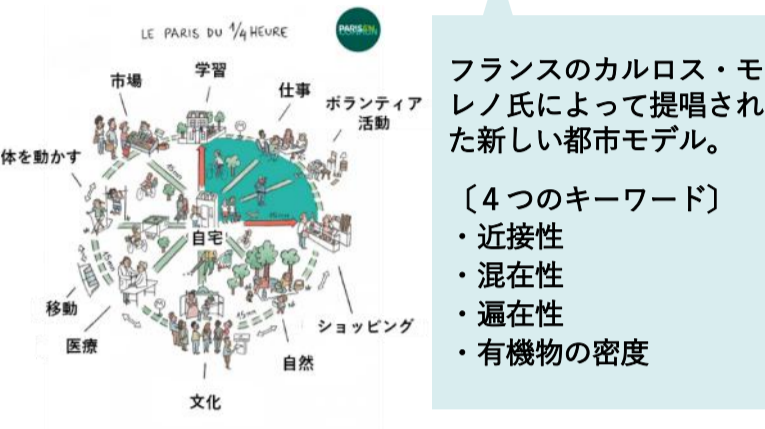 LE PARIS DU 1/4 HEURE
PARIS EN
COMMUN
学習
市場
仕事
ボランティア
活動
体を動かす
自宅
移動
医療
ショッピング
自然
文化
15mn
フランスのカルロス・モ
レノ氏によって提唱され
た新しい都市モデル。
〔４つのキーワード〕
・近接性
・混在性
・遍在性
・有機物の密度